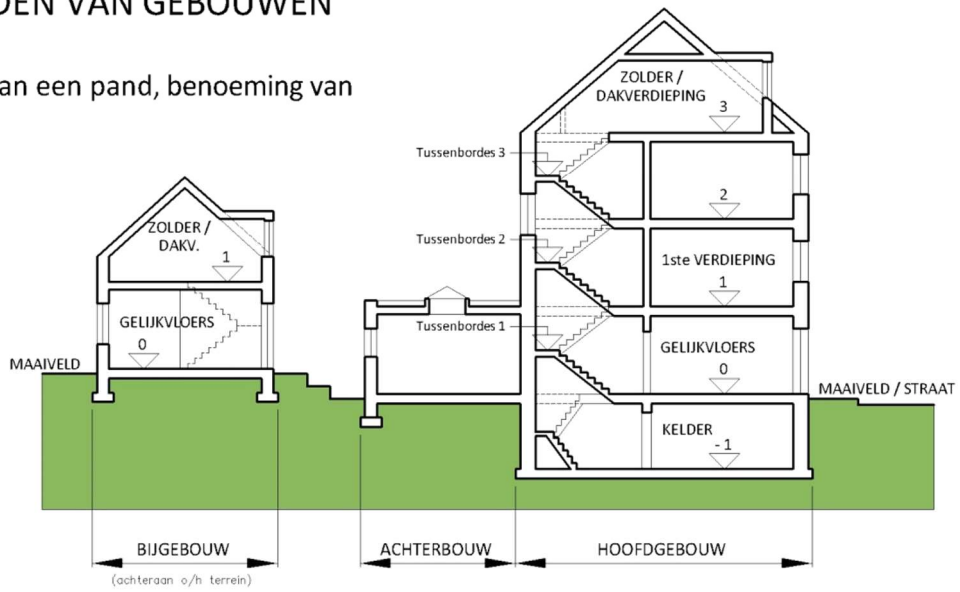 DEN VAN GEBOUWEN
an een pand, benoeming van
ZOLDER /
DAKVERDIEPING
3
Tussenbordes 3
2
Tussenbordes 2
1ste VERDIEPING
1
Tussenbordes 1
GELIJKVLOERS
0
KELDER
- 1
ZOLDER /
DAKV.
1
GELIJKVLOERS
0
MAAIVELD
MAAIVELD / STRAAT
BIJGEBOUW
(achteraan o/h terrein)
ACHTERBOUW
HOOFDGEBOUW